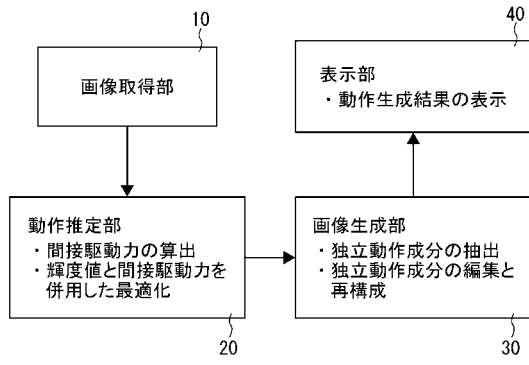 10
画像取得部
40
表示部
・動作生成結果の表示
動作推定部
・間接駆動力の算出
・輝度値と間接駆動力を
併用した最適化
20
画像生成部
・独立動作成分の抽出
・独立動作成分の編集と
再構成
30